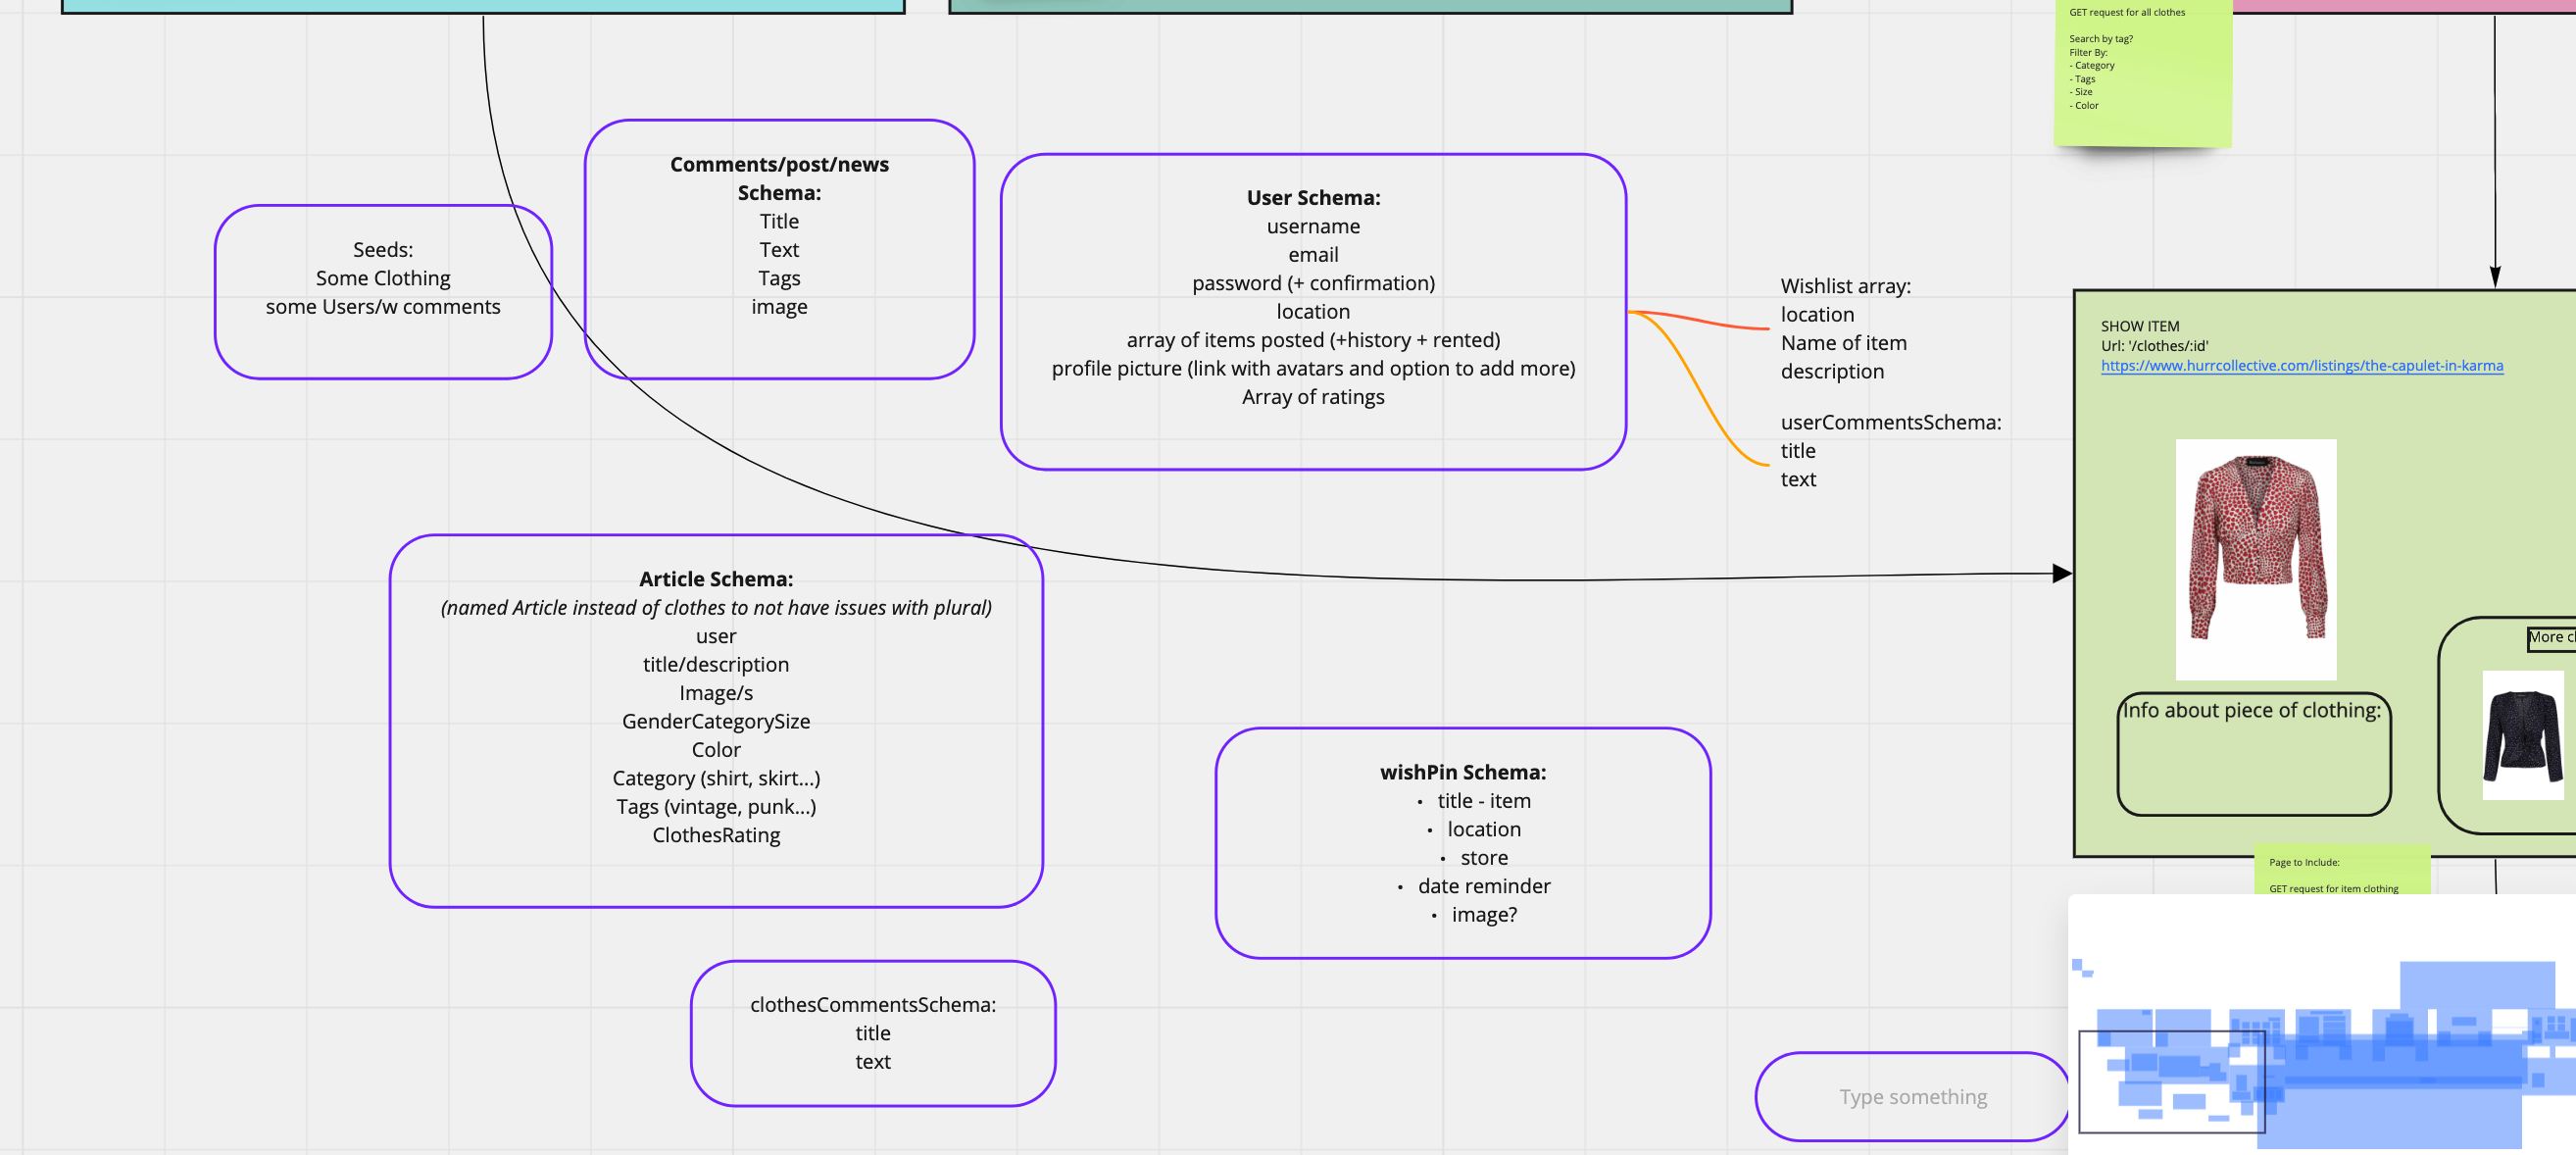 GET request for all clothes
Search by tag?
Filter By:
- Category
- Tags
- Size
- Color
Comments/post/news
Schema:
Title
Text
Tags
image
Seeds:
Some Clothing
some Users/w comments
User Schema:
username
email
password (+ confirmation)
location
array of items posted (+history + rented)
profile picture (link with avatars and option to add more)
Array of ratings
Wishlist array:
location
Name of item
description
userCommentsSchema:
title
text
SHOW ITEM
Url: '/clothes/:id'
https://www.hurrcollective.com/listings/the-capulet-in-karma
More cl
Info about piece of clothing:
Article Schema:
(named Article instead of clothes to not have issues with plural)
user
title/description
Image/s
GenderCategorySize
Color
Category (shirt, skirt...)
Tags (vintage, punk...)
ClothesRating
wishPin Schema:
• title - item
• location
• store
• date reminder
• image?
Page to Include:
GET request for item clothing
clothesCommentsSchema:
title
text
Type something